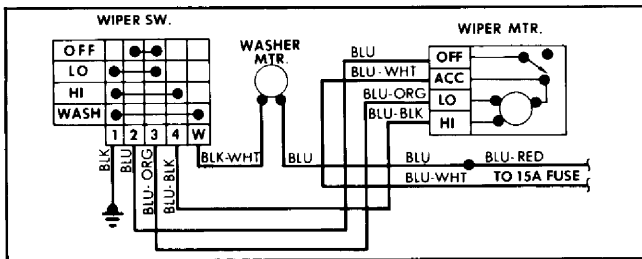 WIPER SW.
OFF
LO
HI
WASH
1 2 3 4 W
BLK
BLU
BLU-ORG
BLU-BLK
BLK-WHT
WASHER
MTR.
BLU
WIPER MTR.
OFF
ACC
LO
HI
BLU
BLU-WHT
BLU-ORG
BLU-BLK
BLU
BLU-RED
BLU-WHT
TO 15A FUSE